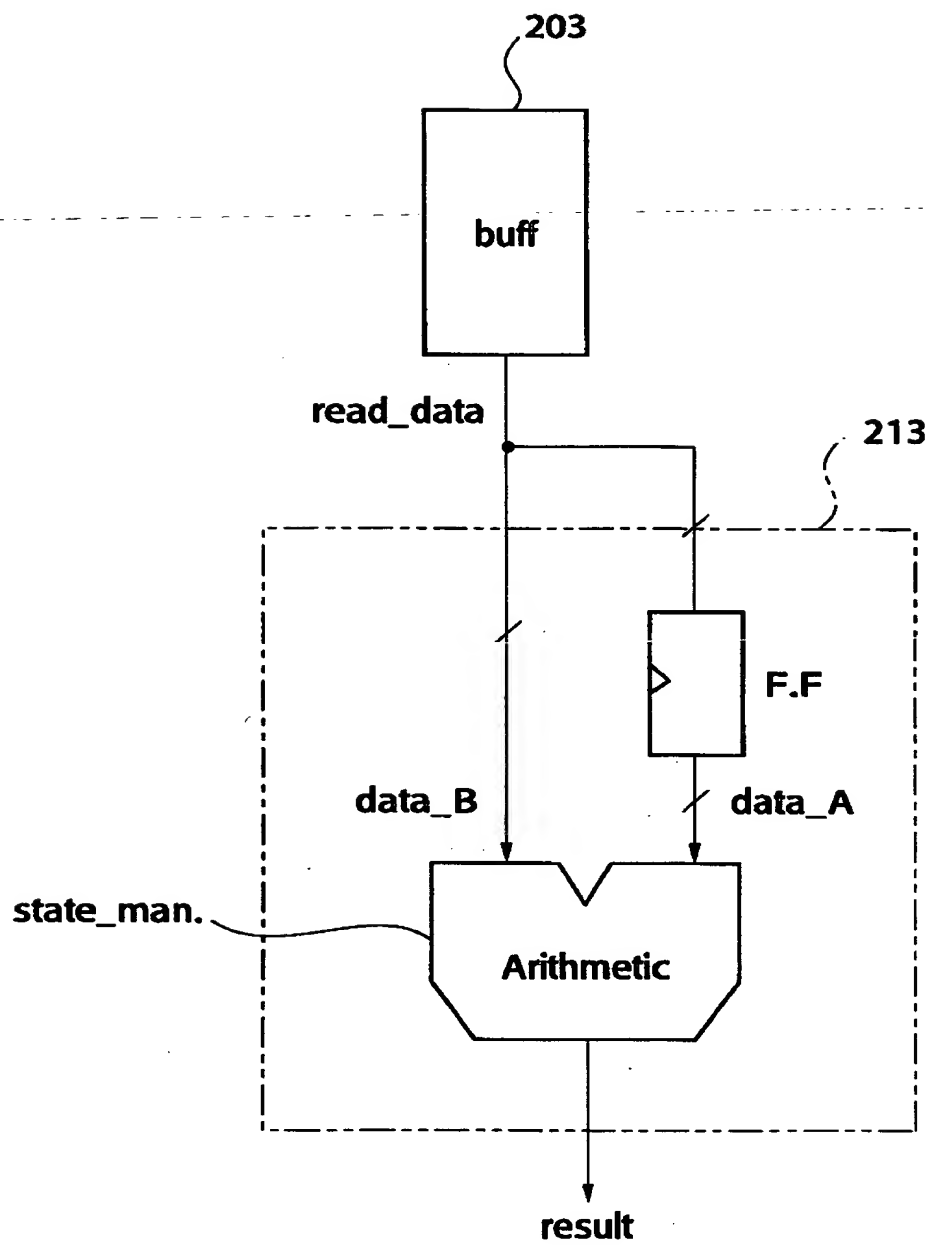 203
buff
read_data
213
F.F
data_B
data_A
state_man.
Arithmetic
result